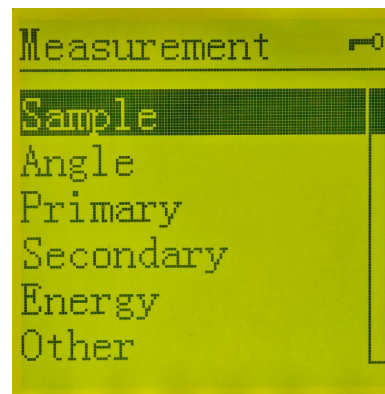 Measurement
Sample
Angle
Primary
Secondary
Energy
Other